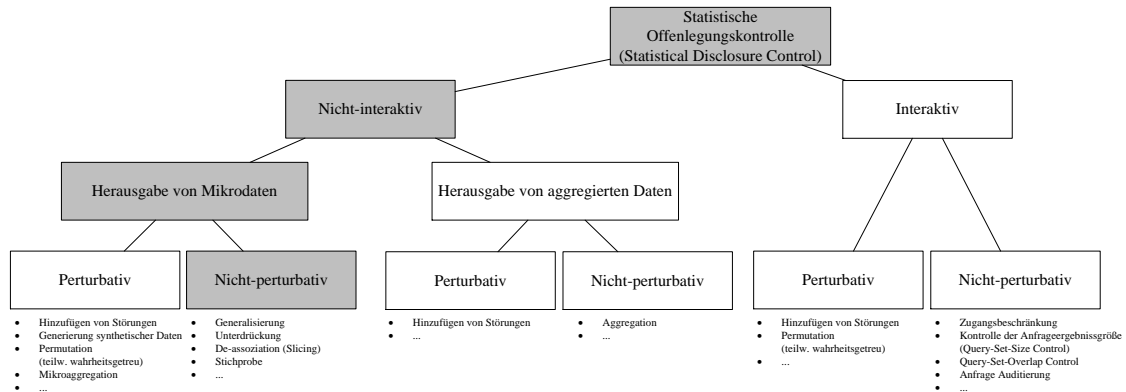 Statistische
Offenlegungskontrolle
(Statistical Disclosure Control)
Nicht-interaktiv
Interaktiv
Herausgabe von Mikrodaten
Herausgabe von aggregierten Daten
Perturbativ
Nicht-perturbativ
Perturbativ
Nicht-perturbativ
Perturbativ
Nicht-perturbativ
• Hinzufügen von Störungen
• Generierung synthetischer Daten
• Permutation
(teilw. wahrheitsgetreu)
• Mikroaggregation
• ...
• Generalisierung
• Unterdrückung
• De-assoziation (Slicing)
• Stichprobe
• ...
• Hinzufügen von Störungen
• ...
• Aggregation
• ...
• Hinzufügen von Störungen
• Permutation
(teilw. wahrheitsgetreu)
• ...
• Zugangsbeschränkung
• Kontrolle der Anfrageergebnissgröße
(Query-Set-Size Control)
• Query-Set-Overlap Control
• Anfrage Auditierung
• ...